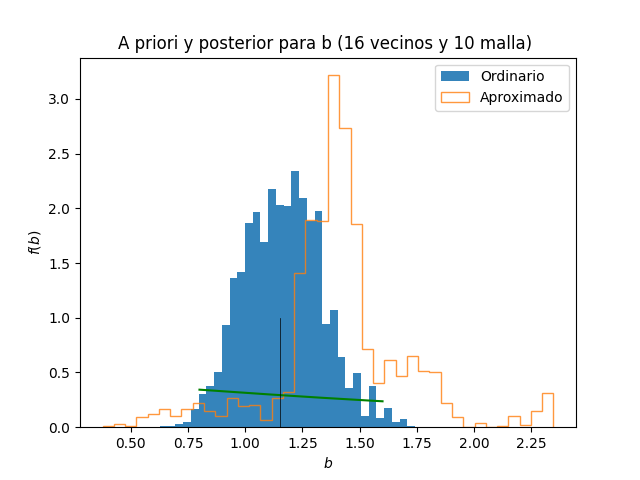 A priori y posterior para b (16 vecinos y 10 malla)
Ordinario
Aproximado
3.0
2.5
2.0
1.5
1.0
0.5
0.0
f(b)
0.50 0.75 1.00 1.25 1.50 1.75 2.00 2.25
b